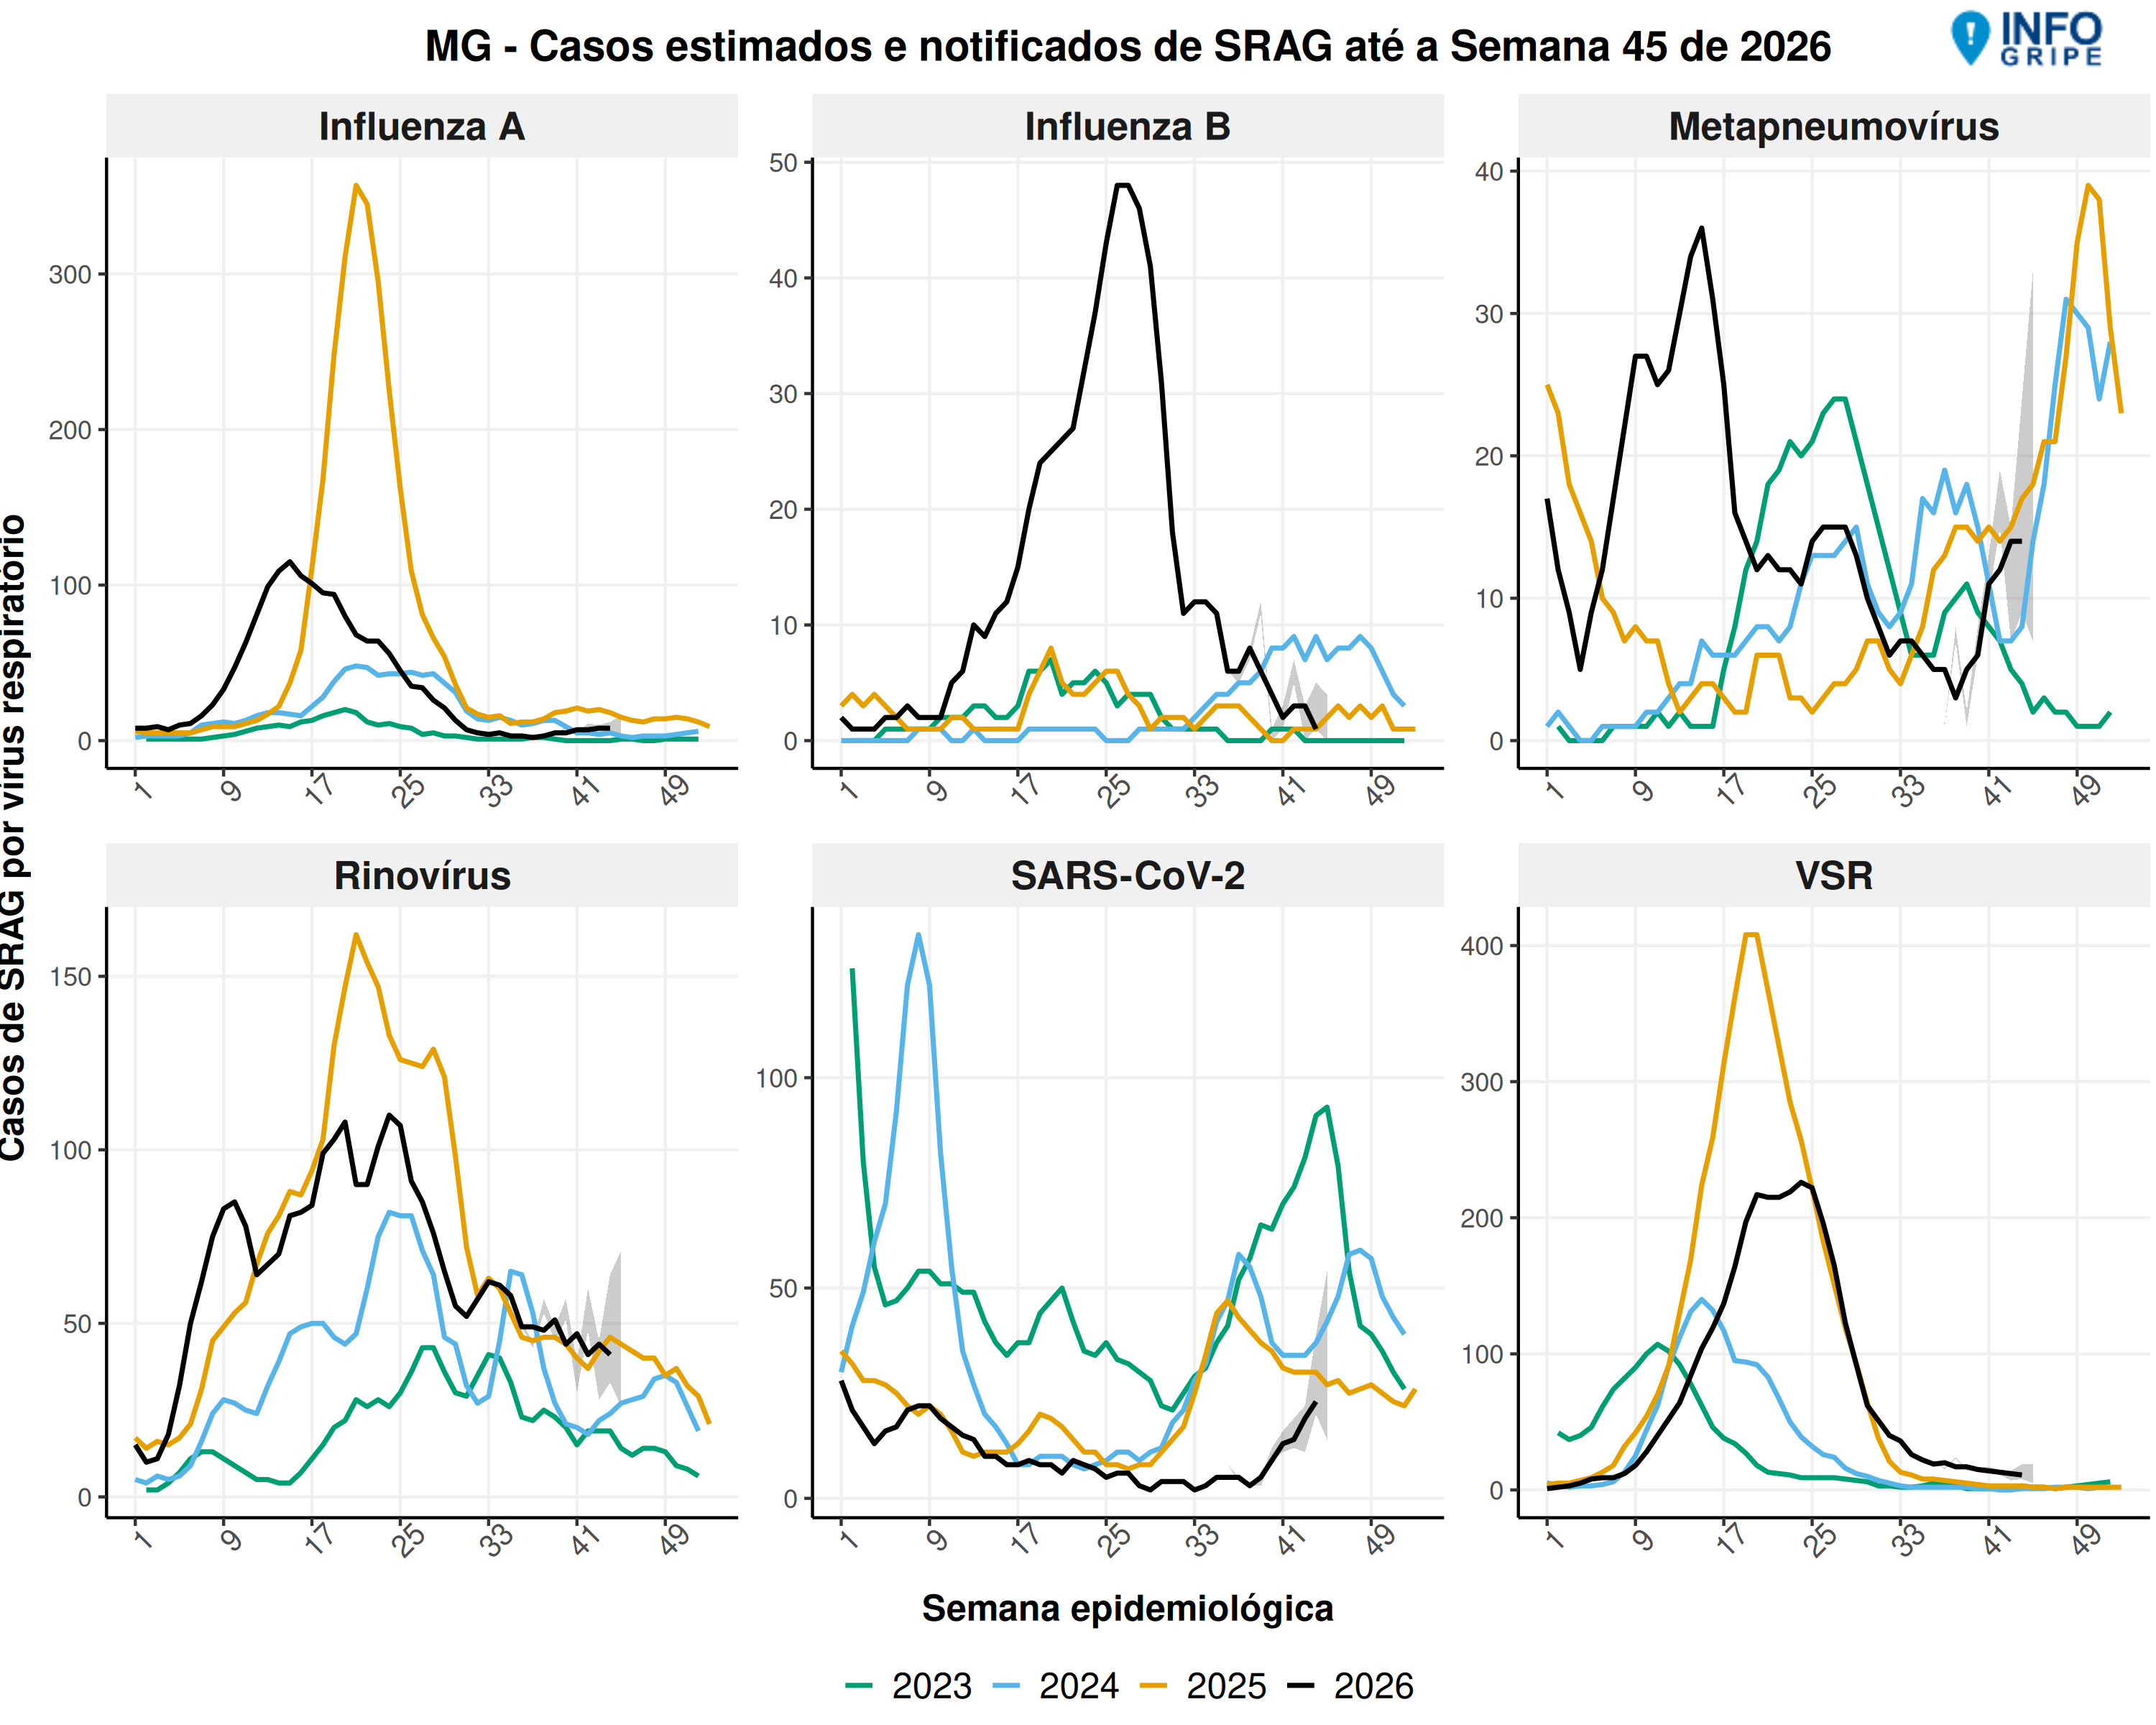 MG - Casos estimados e notificados de SRAG até a Semana 45 de 2026
INFO
GRIPE
Influenza A
Influenza B
Metapneumovírus
300
200
100
0
1 9 17 25 33 41 49
50
40
30
20
10
0
1 9 17 25 33 41 49
40
30
20
10
0
1 9 17 25 33 41 49
Casos de SRAG por vírus respiratório
Rinovírus
SARS-CoV-2
VSR
150
100
50
0
1 9 17 25 33 41 49
100
50
0
1 9 17 25 33 41 49
400
300
200
100
0
1 9 17 25 33 41 49
Semana epidemiológica
2023 2024 2025 2026